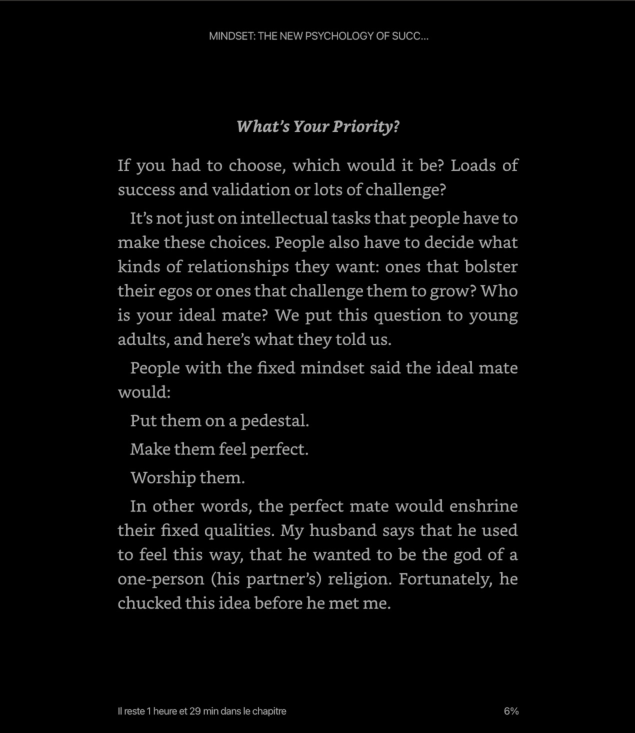 MINDSET: THE NEW PSYCHOLOGY OF SUCC...
What's Your Priority?
If you had to choose, which would it be? Loads of
success and validation or lots of challenge?
It's not just on intellectual tasks that people have to
make these choices. People also have to decide what
kinds of relationships they want: ones that bolster
their egos or ones that challenge them to grow? Who
is your ideal mate? We put this question to young
adults, and here's what they told us.
People with the fixed mindset said the ideal mate
would:
Put them on a pedestal.
Make them feel perfect.
Worship them.
In other words, the perfect mate would enshrine
their fixed qualities. My husband says that he used
to feel this way, that he wanted to be the god of a
one-person (his partner's) religion. Fortunately, he
chucked this idea before he met me.
Il reste 1 heure et 29 min dans le chapitre
6%